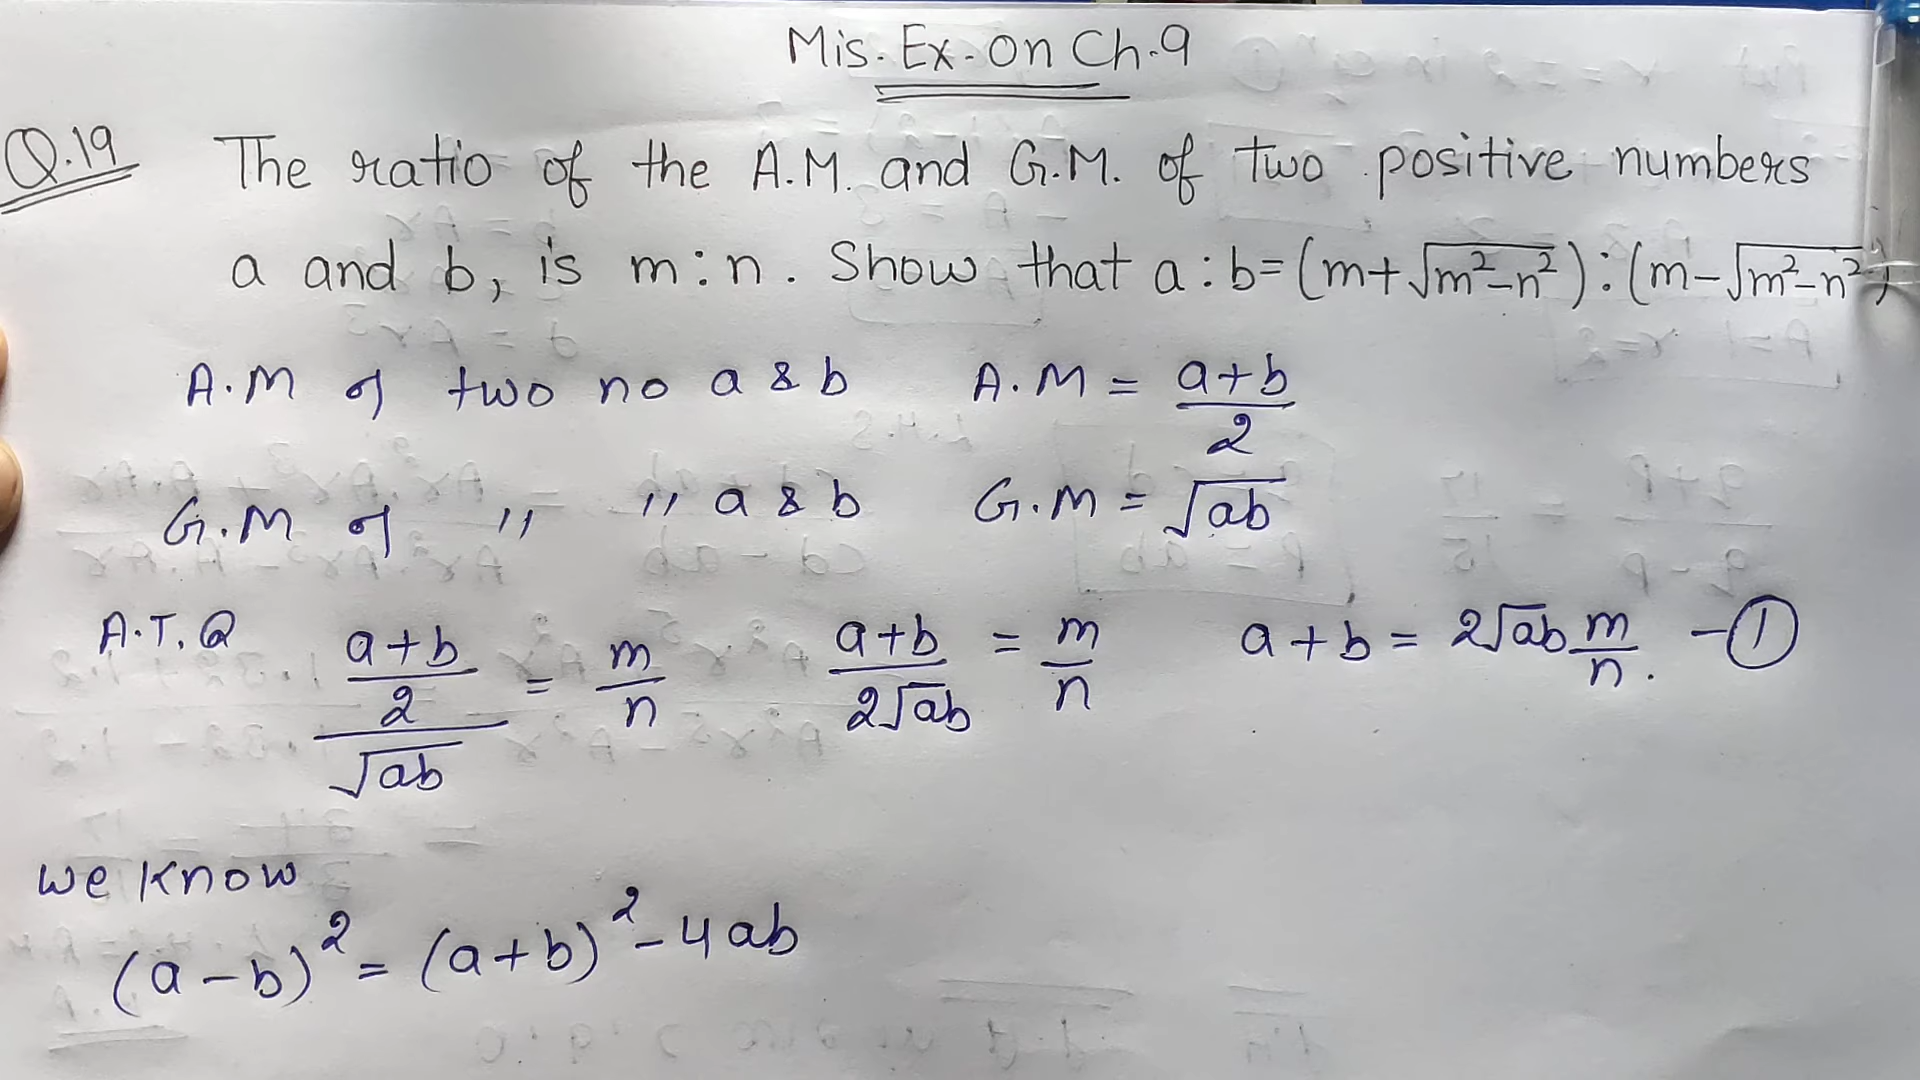 Mis. Ex. on Ch.9
Q.19 The ratio of the A.M. and G.M. of two positive numbers
a and b, is m:n. Show that a:b=(m+√(m²-n²)):(m-√(m²-n²))
A.M of two no a & b A.M = (a+b)/2
G.M of " " a & b G.M = √ab
A.T.Q ((a+b)/2)/√ab = m/n (a+b)/(2√ab) = m/n a+b = 2√ab m/n. -①
we know
(a-b)² = (a+b)² - 4ab